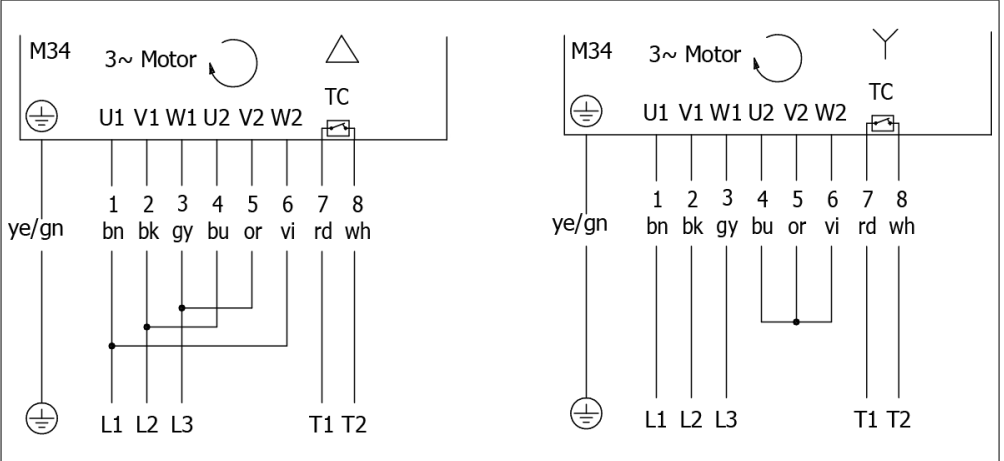 M34 3~ Motor
TC
U1 V1 W1 U2 V2 W2
1 2 3 4 5 6 7 8
ye/gn bn bk gy bu or vi rd wh
L1 L2 L3 T1 T2
M34 3~ Motor
TC
U1 V1 W1 U2 V2 W2
1 2 3 4 5 6 7 8
ye/gn bn bk gy bu or vi rd wh
L1 L2 L3 T1 T2